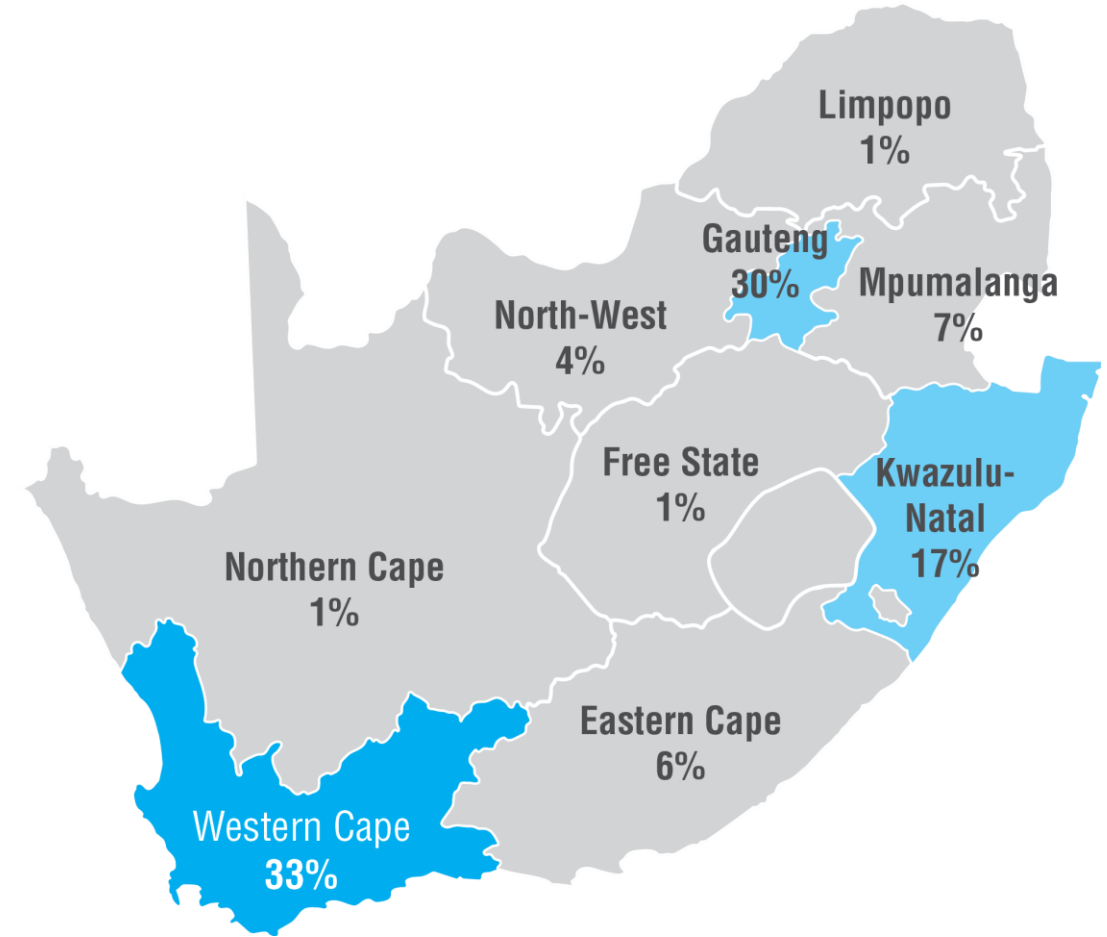 Limpopo
1%
Gauteng
30%
Mpumalanga
7%
North-West
4%
Free State
1%
Kwazulu-
Natal
17%
Northern Cape
1%
Eastern Cape
6%
Western Cape
33%